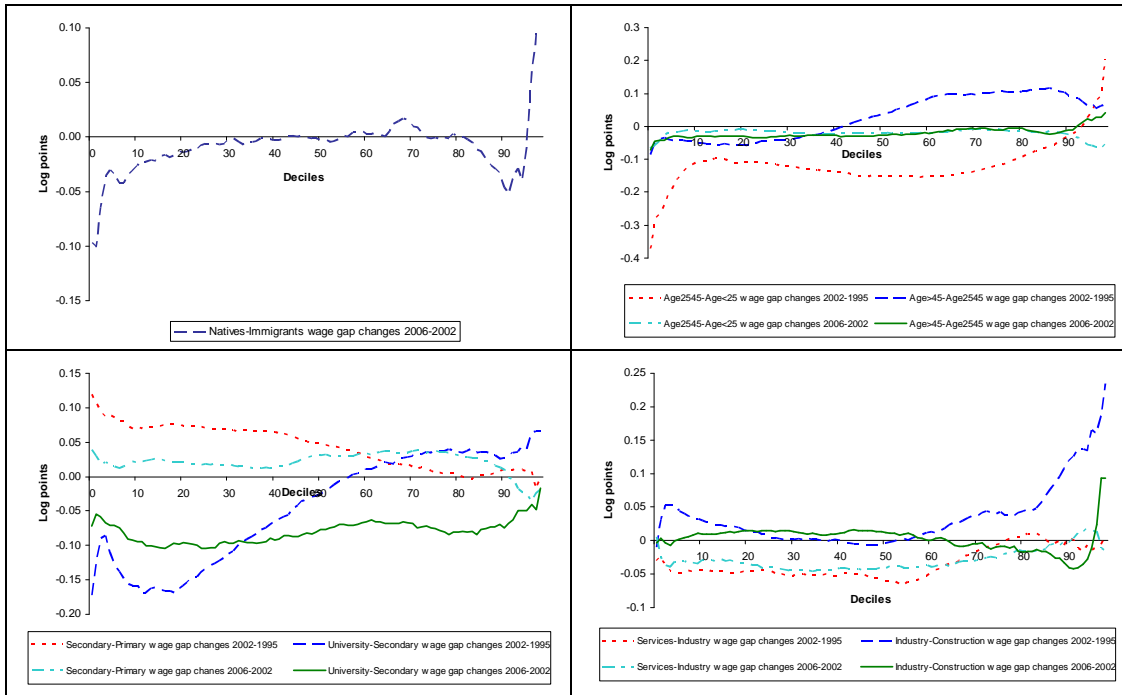 0.10
0.05
0.00
-0.05
-0.10
-0.15
0 10 20 30 40 50 60 70 80 90
Log points
Deciles
Natives-Immigrants wage gap changes 2006-2002
0.3
0.2
0.1
0
-0.1
-0.2
-0.3
-0.4
10 20 30 40 50 60 70 80 90
Log points
Deciles
Age2545-Age<25 wage gap changes 2002-1995 Age>45-Age2545 wage gap changes 2002-1995
Age2545-Age<25 wage gap changes 2006-2002 Age>45-Age2545 wage gap changes 2006-2002
0.15
0.10
0.05
0.00
-0.05
-0.10
-0.15
-0.20
0 10 20 30 40 50 60 70 80 90
Log points
Deciles
Secondary-Primary wage gap changes 2002-1995 University-Secondary wage gap changes 2002-1995
Secondary-Primary wage gap changes 2006-2002 University-Secondary wage gap changes 2006-2002
0.25
0.2
0.15
0.1
0.05
0
-0.05
-0.1
10 20 30 40 50 60 70 80 90
Log points
Deciles
Services-Industry wage gap changes 2002-1995 Industry-Construction wage gap changes 2002-1995
Services-Industry wage gap changes 2006-2002 Industry-Construction wage gap changes 2006-2002